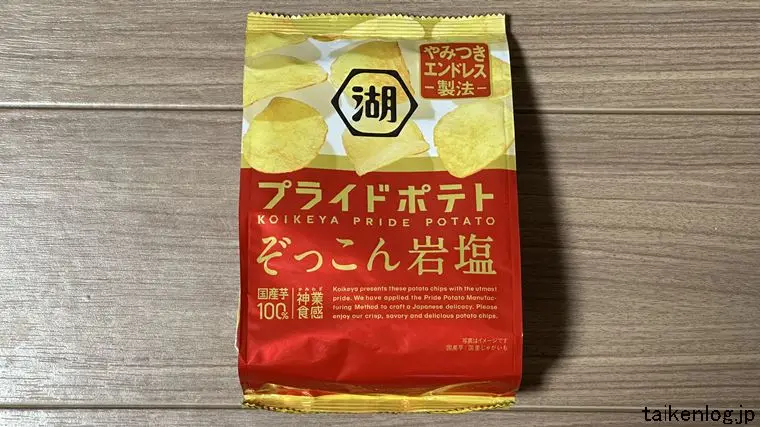 やみつき
エンドレス
製法
湖
プライドポテト
KOIKEYA PRIDE POTATO
ぞっこん岩塩
国産芋
100%
かみわざ
神業
食感
Koikeya presents these potato chips with the utmost
pride. We have applied the Pride Potato Manufac-
turing Method to craft a Japanese delicacy. Please
enjoy our crisp, savory and delicious potato chips.
写真はイメージです
国産芋:国産じゃがいも
taikenlog.jp